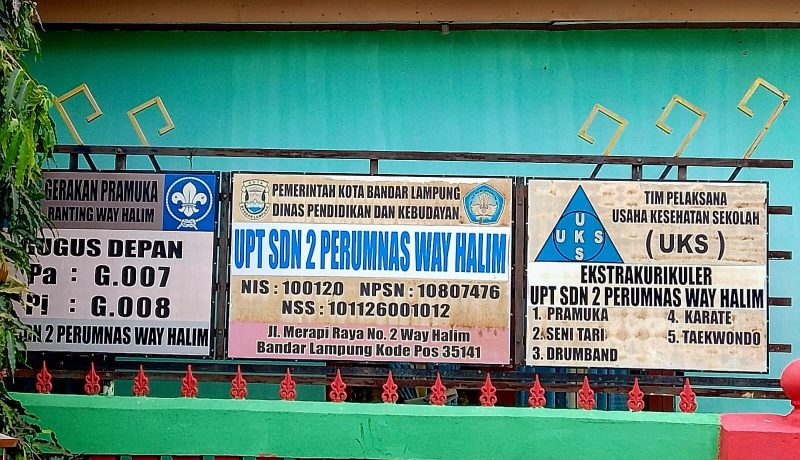 GERAKAN PRAMUKA
RANTING WAY HALIM
GUGUS DEPAN
Pa : G.007
Pi : G.008
SDN 2 PERUMNAS WAY HALIM
PEMERINTAH KOTA BANDAR LAMPUNG
DINAS PENDIDIKAN DAN KEBUDAYAN
UPT SDN 2 PERUMNAS WAY HALIM
NIS : 100120 NPSN : 10807476
NSS : 101126001012
Jl. Merapi Raya No. 2 Way Halim
Bandar Lampung Kode Pos 35141
TIM PELAKSANA
USAHA KESEHATAN SEKOLAH
( UKS )
U
UKS
S
EKSTRAKURIKULER
UPT SDN 2 PERUMNAS WAY HALIM
1. PRAMUKA 4. KARATE
2. SENI TARI 5. TAEKWONDO
3. DRUMBAND